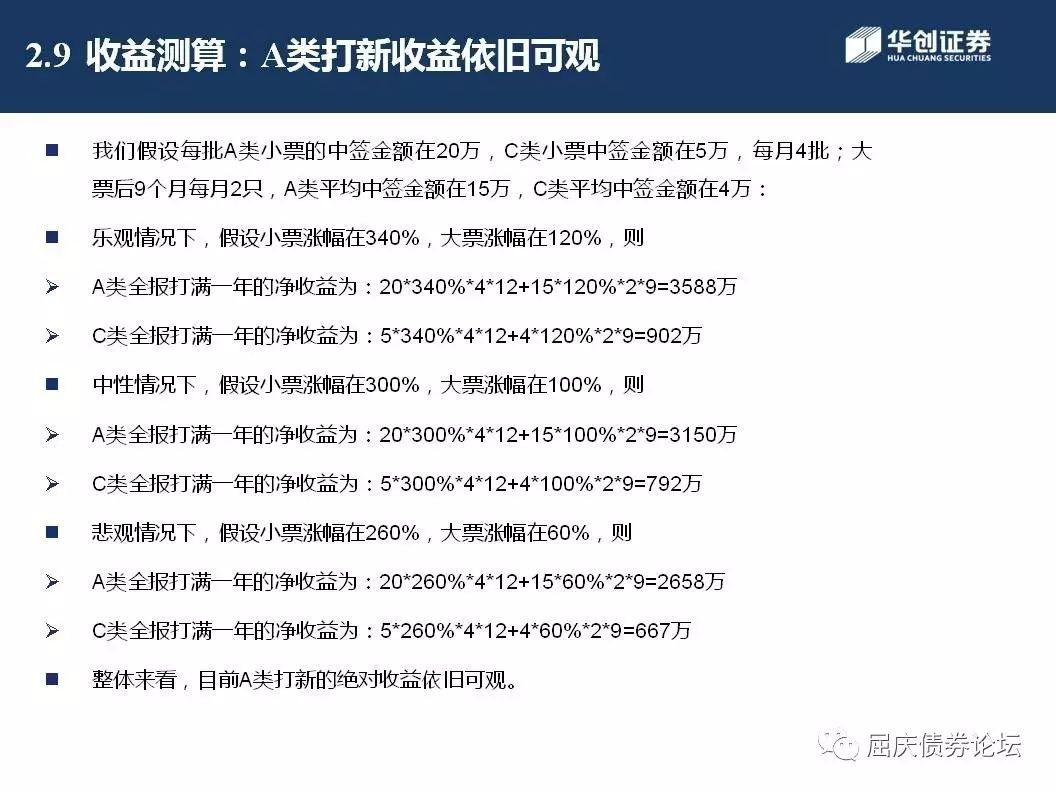 2.9 收益测算：A类打新收益依旧可观
华创证券
HUA CHUANG SECURITIES
我们假设每批A类小票的中签金额在20万，C类小票中签金额在5万，每月4批；大
票后9个月每月2只，A类平均中签金额在15万，C类平均中签金额在4万：
乐观情况下，假设小票涨幅在340%，大票涨幅在120%，则
A类全报打满一年的净收益为：20*340%*4*12+15*120%*2*9=3588万
C类全报打满一年的净收益为：5*340%*4*12+4*120%*2*9=902万
中性情况下，假设小票涨幅在300%，大票涨幅在100%，则
A类全报打满一年的净收益为：20*300%*4*12+15*100%*2*9=3150万
C类全报打满一年的净收益为：5*300%*4*12+4*100%*2*9=792万
悲观情况下，假设小票涨幅在260%，大票涨幅在60%，则
A类全报打满一年的净收益为：20*260%*4*12+15*60%*2*9=2658万
C类全报打满一年的净收益为：5*260%*4*12+4*60%*2*9=667万
整体来看，目前A类打新的绝对收益依旧可观。
屈庆债券论坛